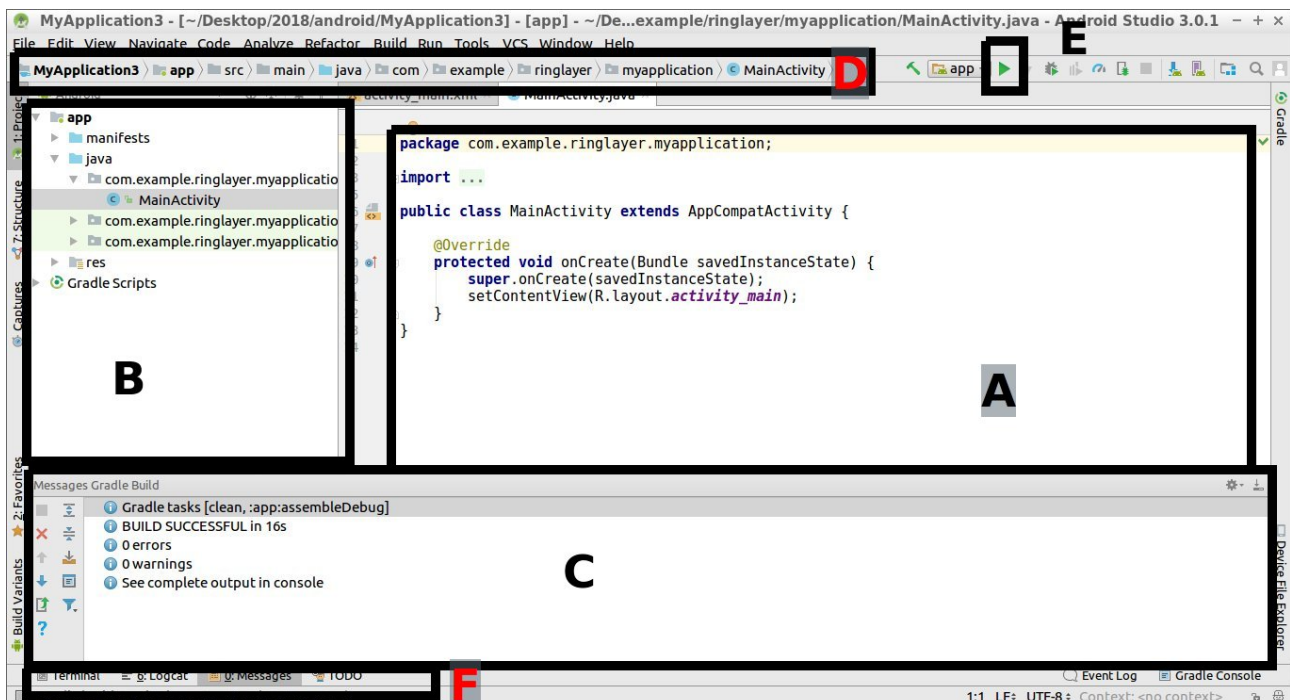 MyApplication3 - [~/Desktop/2018/android/MyApplication3] - [app] - ~/De...example/ringlayer/myapplication/MainActivity.java - Android Studio 3.0.1
File Edit View Navigate Code Analyze Refactor Build Run Tools VCS Window Help
E
MyApplication3 app src main java com example ringlayer myapplication MainActivity
D
app
1: Project
activity_main.xml MainActivity.java
Gradle
app
manifests
java
com.example.ringlayer.myapplicatio
MainActivity
com.example.ringlayer.myapplicatio
com.example.ringlayer.myapplicatio
res
Gradle Scripts
7: Structure
Captures
B
package com.example.ringlayer.myapplication;
import ...
public class MainActivity extends AppCompatActivity {
@Override
protected void onCreate(Bundle savedInstanceState) {
super.onCreate(savedInstanceState);
setContentView(R.layout.activity_main);
}
}
A
2: Favorites
Build Variants
Messages Gradle Build
Gradle tasks [clean, :app:assembleDebug]
BUILD SUCCESSFUL in 16s
0 errors
0 warnings
See complete output in console
?
C
Device File Explorer
Terminal 6: Logcat 0: Messages TODO
F
Event Log Gradle Console
1:1 LF÷ UTF-8÷ Context: <no context>